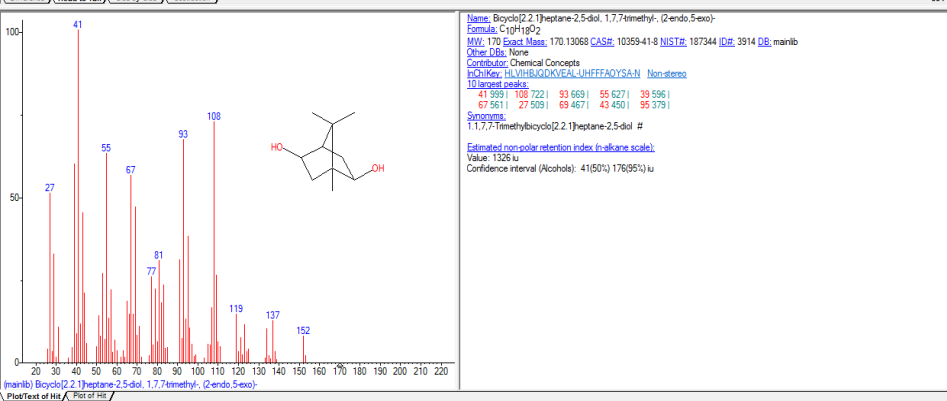 100
50
0
41
108
93
55
67
27
81
77
119
137
152
HO
OH
20 30 40 50 60 70 80 90 100 110 120 130 140 150 160 170 180 190 200 210 220
(mainlib) Bicyclo[2.2.1]heptane-2,5-diol, 1,7,7-trimethyl-, (2-endo,5-exo)-
Plot/Text of Hit Plot of Hit
Name: Bicyclo[2.2.1]heptane-2,5-diol, 1,7,7-trimethyl-, (2-endo,5-exo)-
Formula: C10H18O2
MW: 170 Exact Mass: 170.13068 CAS#: 10359-41-8 NIST#: 187344 ID#: 3914 DB: mainlib
Other DBs: None
Contributor: Chemical Concepts
InChIKey: HLVIHBJQDKVEAL-UHFFFAOYSA-N Non-stereo
10 largest peaks:
41 999 | 108 722 | 93 669 | 55 627 | 39 596 |
67 561 | 27 509 | 69 467 | 43 450 | 95 379 |
Synonyms:
1.1,7,7-Trimethylbicyclo[2.2.1]heptane-2,5-diol #
Estimated non-polar retention index (n-alkane scale):
Value: 1326 iu
Confidence interval (Alcohols): 41(50%) 176(95%) iu